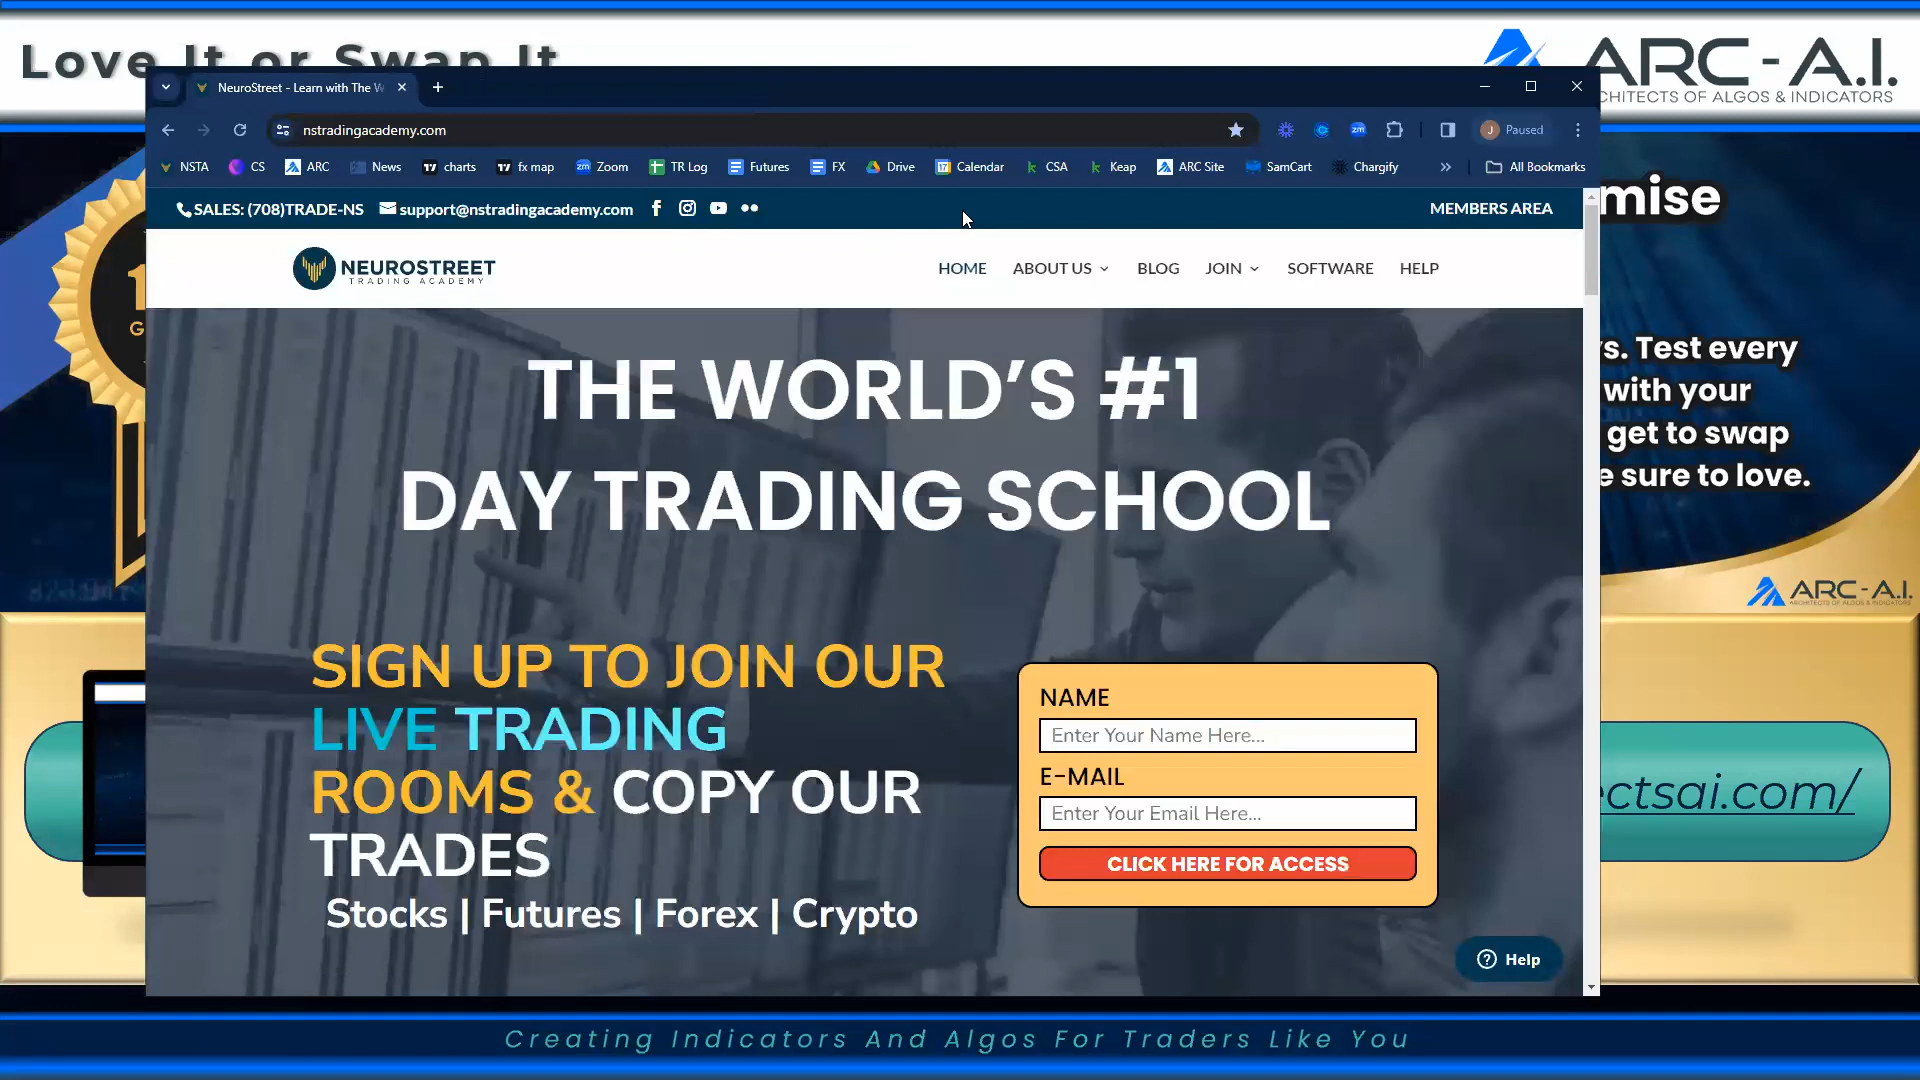 Love It or Swap It
ARC-A.I.
CHITECTS OF ALGOS & INDICATORS
NeuroStreet - Learn with The W
nstradingacademy.com
zm
J Paused
NSTA CS ARC News charts fx map Zoom TR Log Futures FX Drive Calendar CSA Keap ARC Site SamCart Chargify All Bookmarks
SALES: (708)TRADE-NS support@nstradingacademy.com MEMBERS AREA
mise
NEUROSTREET
TRADING ACADEMY
HOME ABOUT US BLOG JOIN SOFTWARE HELP
THE WORLD'S #1
DAY TRADING SCHOOL
s. Test every
with your
get to swap
e sure to love.
ARC-A.I.
ARCHITECTS OF ALGOS & INDICATORS
SIGN UP TO JOIN OUR
LIVE TRADING
ROOMS & COPY OUR
TRADES
Stocks | Futures | Forex | Crypto
NAME
Enter Your Name Here...
E-MAIL
Enter Your Email Here...
CLICK HERE FOR ACCESS
ectsai.com/
Help
Creating Indicators And Algos For Traders Like You